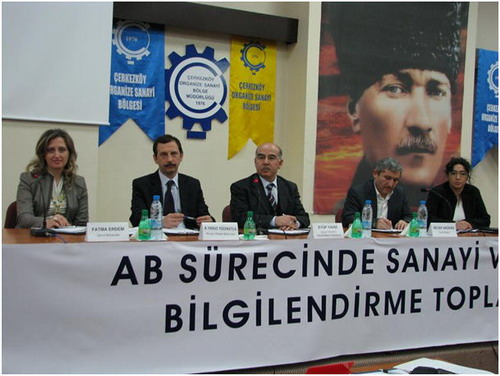 1976
ÇERKEZKÖY
ORGANİZE SANAYİ
BÖLGESİ
ÇERKEZKÖY
ORGANİZE SANAYİ
BÖLGE
MÜDÜRLÜĞÜ
1976
ÇERKEZKÖY
ORGANİZE SANAYİ
BÖLGESİ
FATMA ERDEM
AB SÜRECİNDE SANAYİ V
BİLGİLENDİRME TOPLA